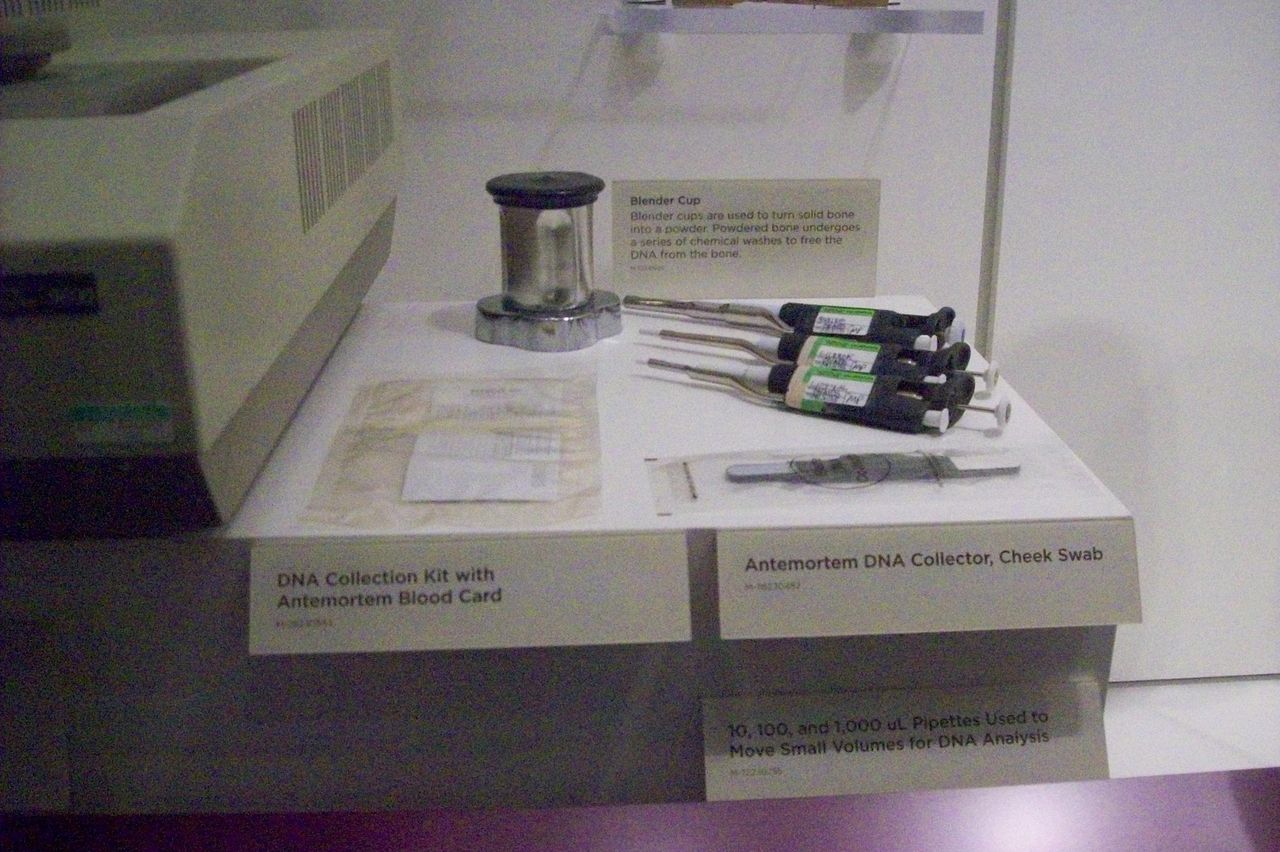 Blender Cup
Blender cups are used to turn solid bone
into a powder. Powdered bone undergoes
a series of chemical washes to free the
DNA from the bone.
DNA Collection Kit with
Antemortem Blood Card
Antemortem DNA Collector, Cheek Swab
10, 100, and 1,000 uL Pipettes Used to
Move Small Volumes for DNA Analysis